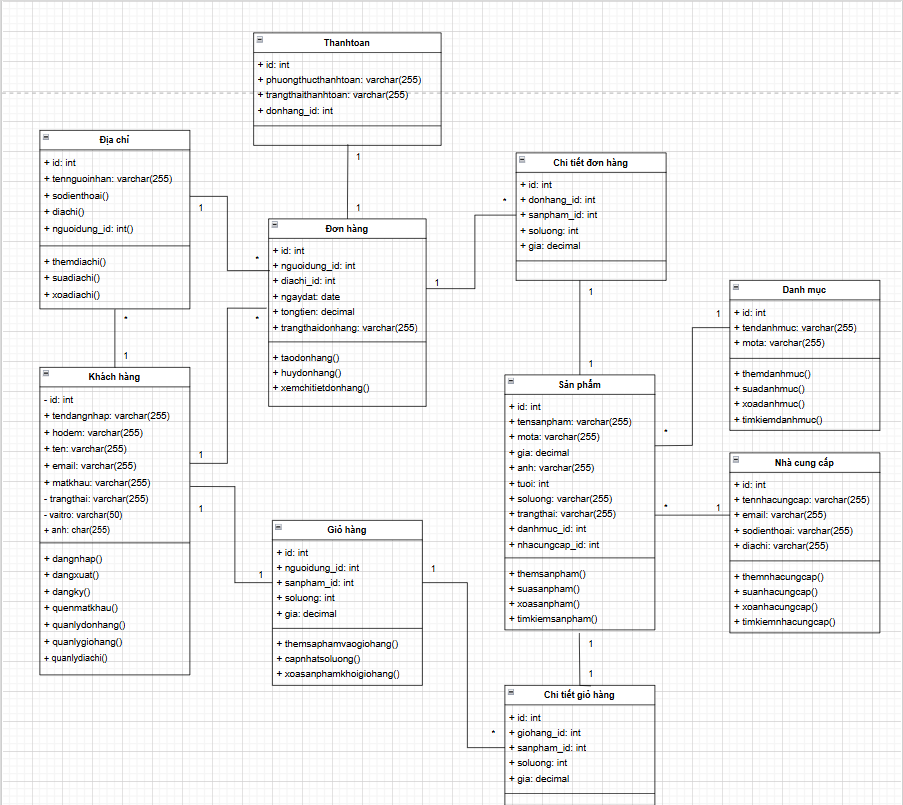 Thanhtoan
+ id: int
+ phuongthucthanhtoan: varchar(255)
+ trangthaithanhtoan: varchar(255)
+ donhang_id: int
1
1
Địa chỉ
+ id: int
+ tennguoinhan: varchar(255)
+ sodienthoai()
+ diachi()
+ nguoidung_id: int()
+ themdiachi()
+ suadiachi()
+ xoadiachi()
1
*
*
1
Đơn hàng
+ id: int
+ nguoidung_id: int
+ diachi_id: int
+ ngaydat: date
+ tongtien: decimal
+ trangthaidonhang: varchar(255)
+ taodonhang()
+ huydonhang()
+ xemchitietdonhang()
*
1
1
*
Chi tiết đơn hàng
+ id: int
+ donhang_id: int
+ sanpham_id: int
+ soluong: int
+ gia: decimal
1
1
Danh mục
+ id: int
+ tendanhmuc: varchar(255)
+ mota: varchar(255)
+ themdanhmuc()
+ suadanhmuc()
+ xoadanhmuc()
+ timkiemdanhmuc()
1
*
Khách hàng
- id: int
+ tendangnhap: varchar(255)
+ hodem: varchar(255)
+ ten: varchar(255)
+ email: varchar(255)
+ matkhau: varchar(255)
- trangthai: varchar(255)
- vaitro: varchar(50)
+ anh: char(255)
+ dangnhap()
+ dangxuat()
+ dangky()
+ quenmatkhau()
+ quanlydonhang()
+ quanlygiohang()
+ quanlydiachi()
1
1
Sản phẩm
+ id: int
+ tensanpham: varchar(255)
+ mota: varchar(255)
+ gia: decimal
+ anh: varchar(255)
+ tuoi: int
+ soluong: varchar(255)
+ trangthai: varchar(255)
+ danhmuc_id: int
+ nhacungcap_id: int
+ themsanpham()
+ suasanpham()
+ xoasanpham()
+ timkiemsanpham()
*
1
Nhà cung cấp
+ id: int
+ tennhacungcap: varchar(255)
+ email: varchar(255)
+ sodienthoai: varchar(255)
+ diachi: varchar(255)
+ themnhacungcap()
+ suanhacungcap()
+ xoanhacungcap()
+ timkiemnhacungcap()
Giỏ hàng
+ id: int
+ nguoidung_id: int
+ sanpham_id: int
+ soluong: int
+ gia: decimal
+ themsaphamvaogiohang()
+ capnhatsoluong()
+ xoasanphamkhoigiohang()
1
*
1
1
Chi tiết giỏ hàng
+ id: int
+ giohang_id: int
+ sanpham_id: int
+ soluong: int
+ gia: decimal